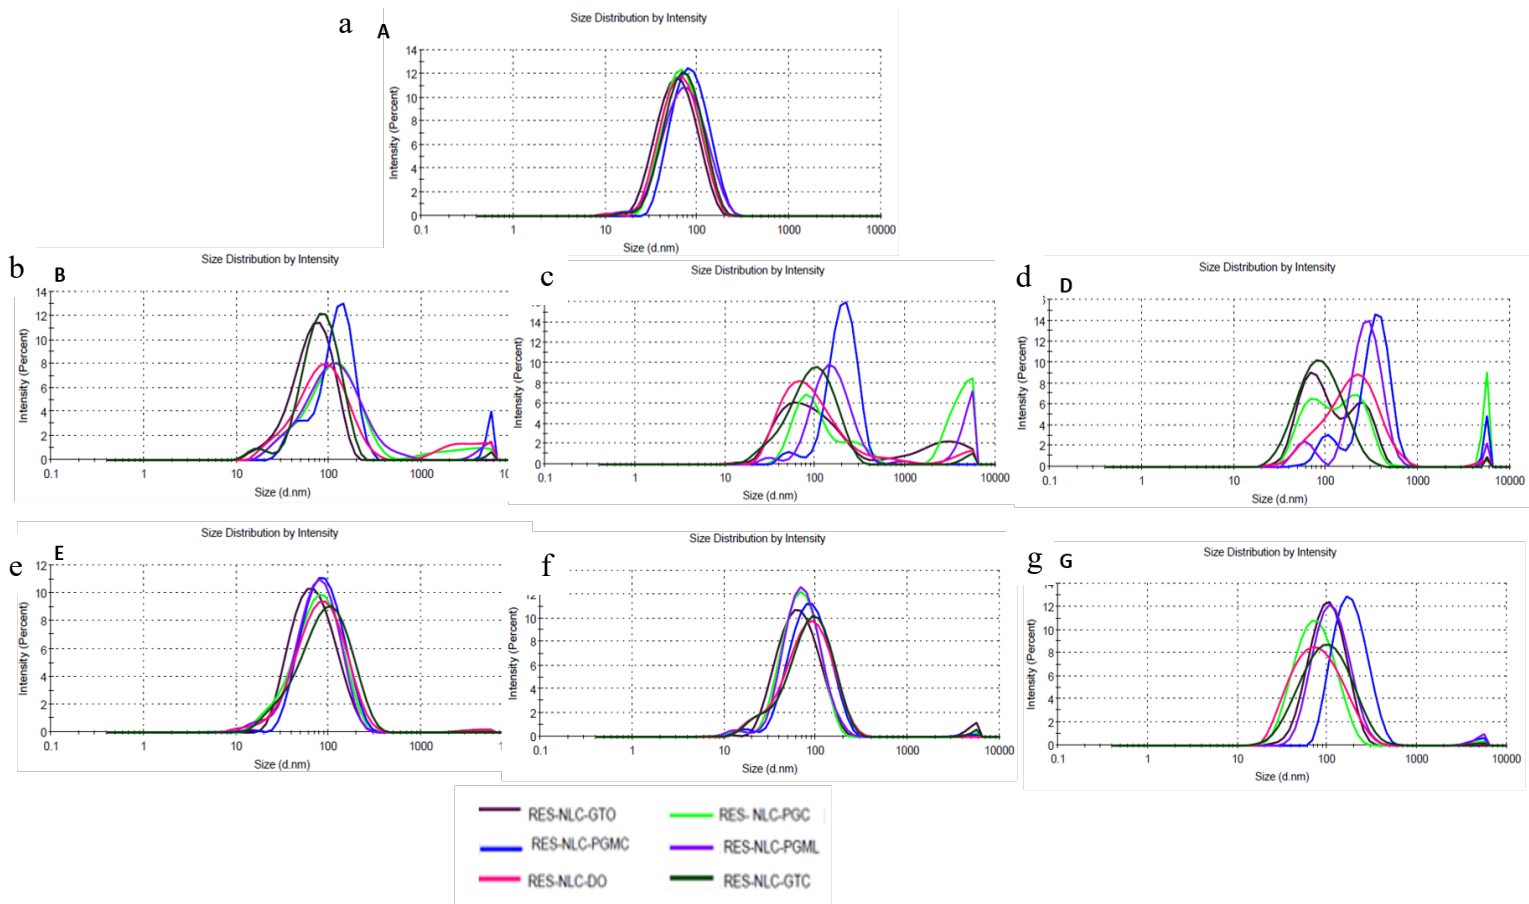 a
A
Size Distribution by Intensity
Intensity (Percent)
14
12
10
8
6
4
2
0
0.1 1 10 100 1000 10000
Size (d.nm)
b
B
Size Distribution by Intensity
Intensity (Percent)
14
12
10
8
6
4
2
0
0.1 1 10 100 1000
Size (d.nm)
c
Size Distribution by Intensity
Intensity (Percent)
14
12
10
8
6
4
2
0
0.1 1 10 100 1000 10000
Size (d.nm)
d
D
Size Distribution by Intensity
Intensity (Percent)
14
12
10
8
6
4
2
0
0.1 1 10 100 1000 10000
Size (d.nm)
e
E
Size Distribution by Intensity
Intensity (Percent)
12
10
8
6
4
2
0
0.1 1 10 100 1000
Size (d.nm)
f
Size Distribution by Intensity
Intensity (Percent)
12
10
8
6
4
2
0
0.1 1 10 100 1000 10000
Size (d.nm)
g
G
Size Distribution by Intensity
Intensity (Percent)
12
10
8
6
4
2
0
0.1 1 10 100 1000 10000
Size (d.nm)
RES-NLC-GTO RES- NLC-PGC
RES-NLC-PGMC RES-NLC-PGML
RES-NLC-DO RES-NLC-GTC